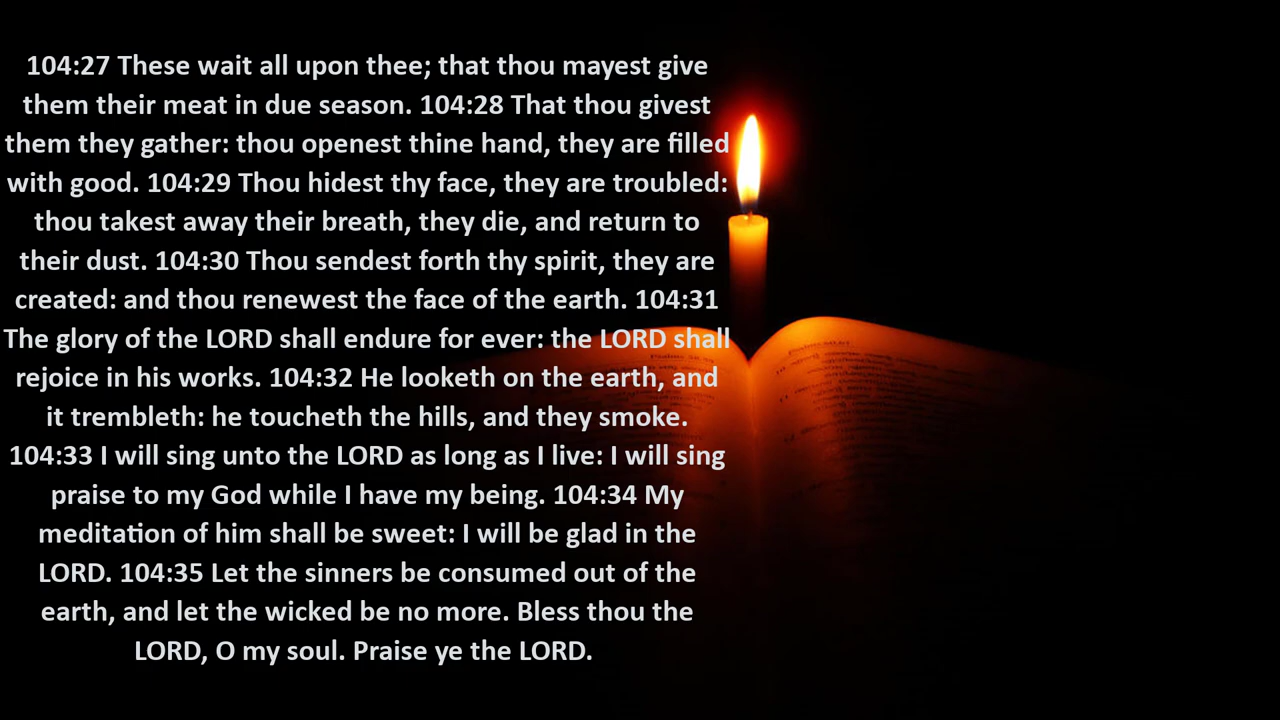 104:27 These wait all upon thee; that thou mayest give
them their meat in due season. 104:28 That thou givest
them they gather: thou openest thine hand, they are filled
with good. 104:29 Thou hidest thy face, they are troubled:
thou takest away their breath, they die, and return to
their dust. 104:30 Thou sendest forth thy spirit, they are
created: and thou renewest the face of the earth. 104:31
The glory of the LORD shall endure for ever: the LORD shall
rejoice in his works. 104:32 He looketh on the earth, and
it trembleth: he toucheth the hills, and they smoke.
104:33 I will sing unto the LORD as long as I live: I will sing
praise to my God while I have my being. 104:34 My
meditation of him shall be sweet: I will be glad in the
LORD. 104:35 Let the sinners be consumed out of the
earth, and let the wicked be no more. Bless thou the
LORD, O my soul. Praise ye the LORD.